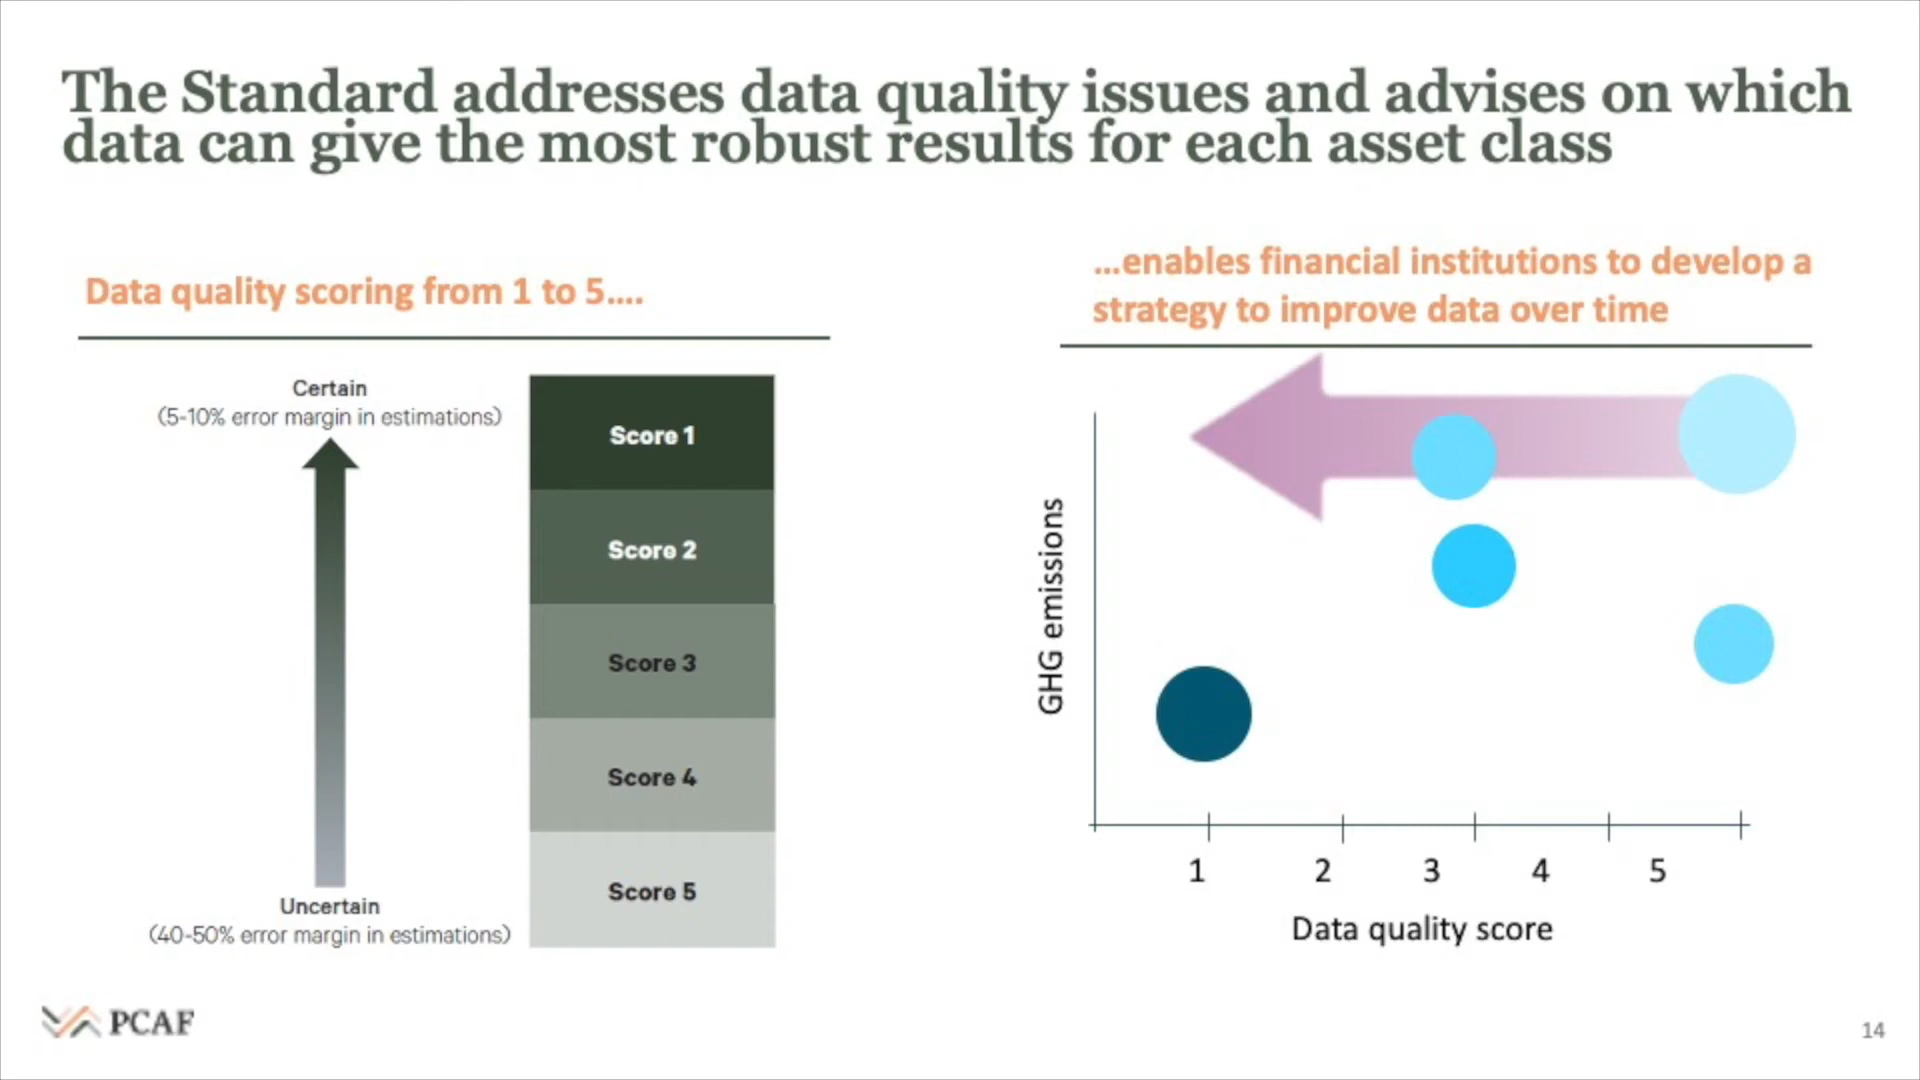 The Standard addresses data quality issues and advises on which
data can give the most robust results for each asset class
Data quality scoring from 1 to 5....
Certain
(5-10% error margin in estimations)
Score 1
Score 2
Score 3
Score 4
Score 5
Uncertain
(40-50% error margin in estimations)
...enables financial institutions to develop a
strategy to improve data over time
GHG emissions
1 2 3 4 5
Data quality score
PCAF
14